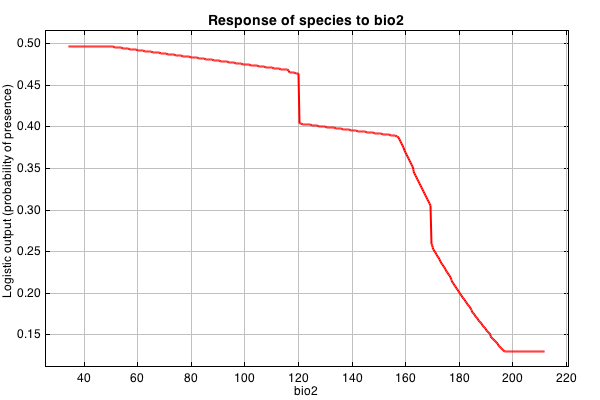 Response of species to bio2
Logistic output (probability of presence)
0.50
0.45
0.40
0.35
0.30
0.25
0.20
0.15
40 60 80 100 120 140 160 180 200 220
bio2